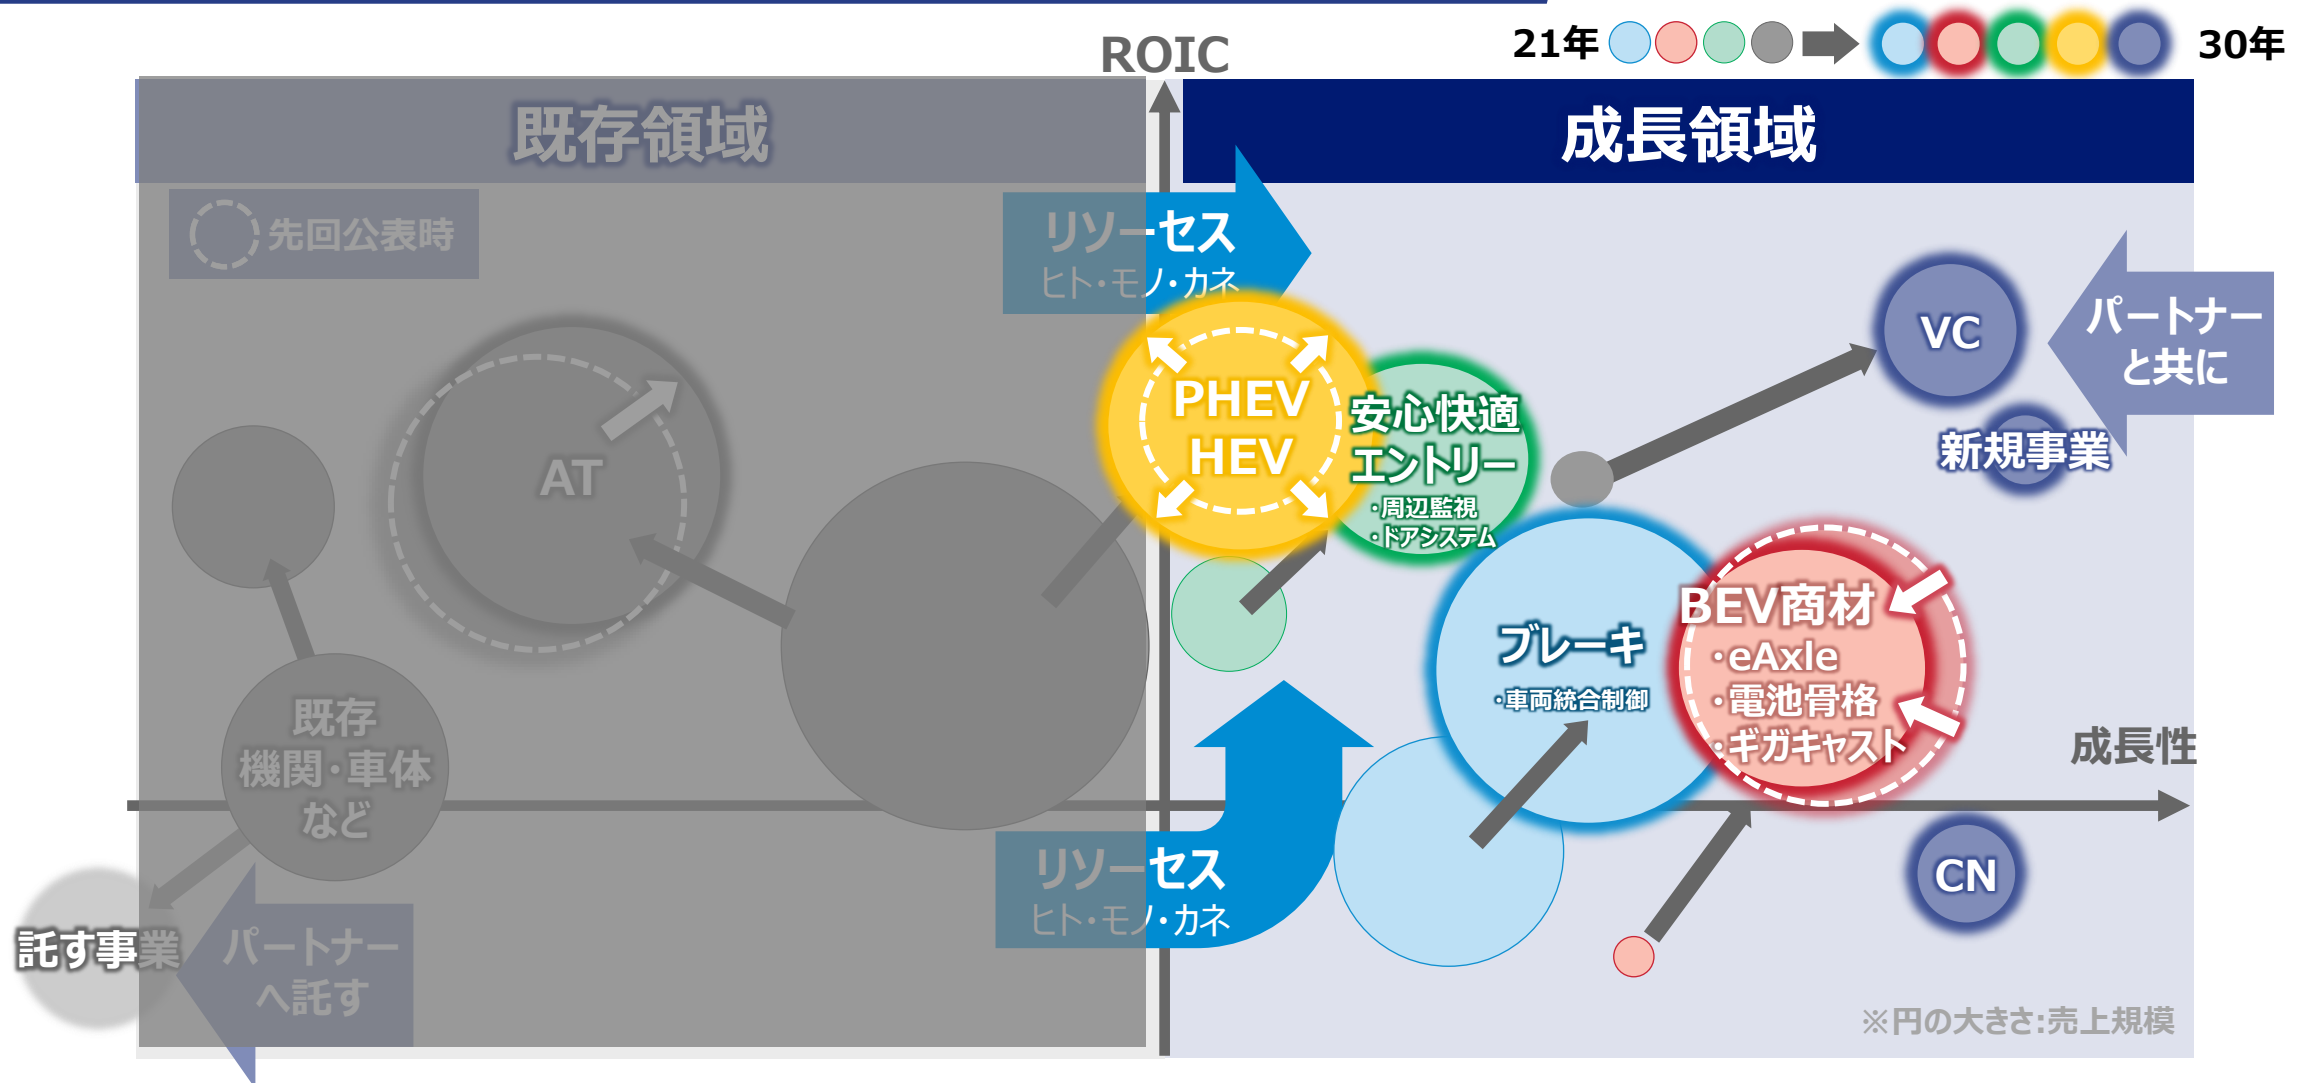 ROIC
21年
30年
既存領域
成長領域
先回公表時
リソーセス
ヒト・モノ・カネ
VC
パートナー
と共に
新規事業
PHEV
HEV
安心快適
エントリー
・周辺監視
・ドアシステム
AT
ブレーキ
・車両統合制御
BEV商材
・eAxle
・電池骨格
・ギガキャスト
成長性
既存
機関・車体
など
リソーセス
ヒト・モノ・カネ
CN
託す事業
パートナー
へ託す
※円の大きさ:売上規模